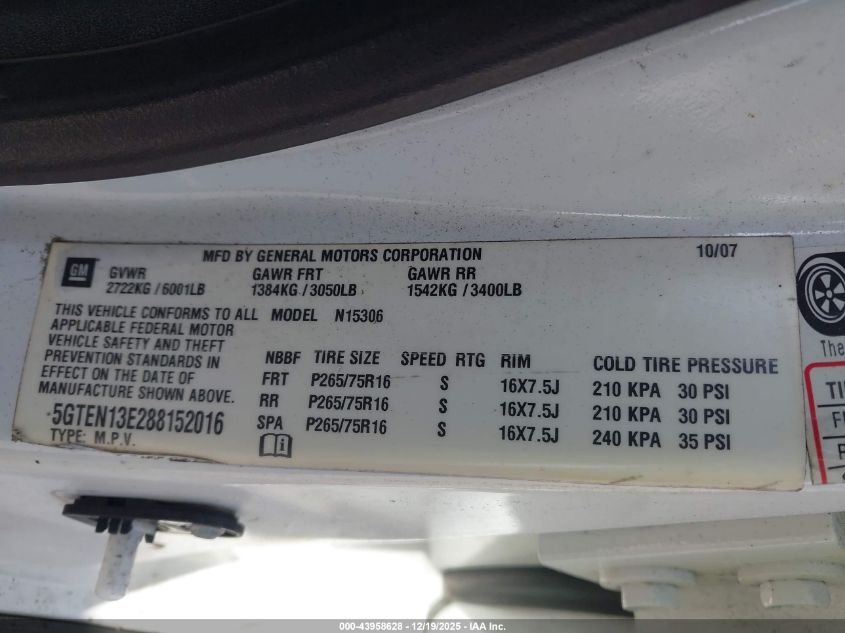 MFD BY GENERAL MOTORS CORPORATION 10/07
GM GVWR GAWR FRT GAWR RR
2722KG / 6001LB 1384KG / 3050LB 1542KG / 3400LB
THIS VEHICLE CONFORMS TO ALL MODEL N15306
APPLICABLE FEDERAL MOTOR
VEHICLE SAFETY AND THEFT
PREVENTION STANDARDS IN
EFFECT ON THE DATE OF
MANUFACTURE SHOWN ABOVE.
5GTEN13E288152016
TYPE: M.P.V.
NBBF TIRE SIZE SPEED RTG RIM COLD TIRE PRESSURE
FRT P265/75R16 S 16X7.5J 210 KPA 30 PSI
RR P265/75R16 S 16X7.5J 210 KPA 30 PSI
SPA P265/75R16 S 16X7.5J 240 KPA 35 PSI
The
TI
000-43958628 - 12/19/2025 - IAA Inc.